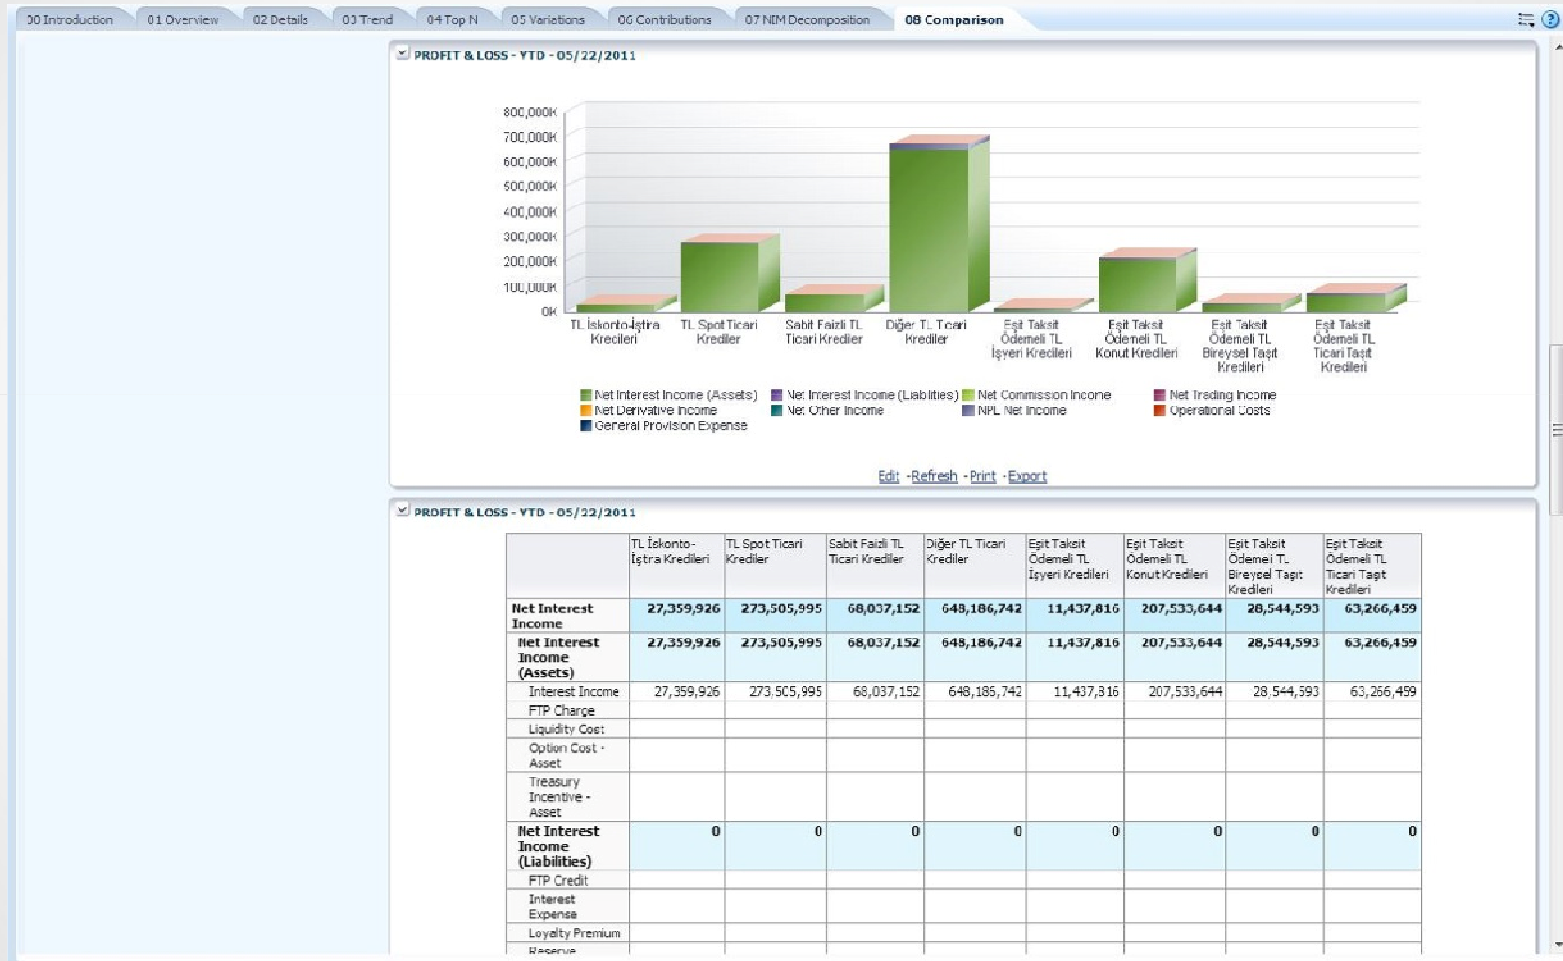 00 Introduction
01 Overview
02 Details
03 Trend
04 Top N
05 Variations
06 Contributions
07 NIM Decomposition
08 Comparison
PROFIT & LOSS - YTD - 05/22/2011
800,000K
700,000K
600,000K
500,000K
400,000K
300,000K
200,000K
100,000K
0K
TL İskonto-İştira
Kredileri
TL Spot Ticari
Krediler
Sabit Faizli TL
Ticari Krediler
Diğer TL Ticari
Krediler
Eşit Taksit
Ödemeli TL
İşyeri Kredileri
Eşit Taksit
Ödemeli TL
Konut Kredileri
Eşit Taksit
Ödemeli TL
Bireysel Taşıt
Kredileri
Eşit Taksit
Ödemeli TL
Ticari Taşıt
Kredileri
Net Interest Income (Assets)
Net Interest Income (Liablities)
Net Commission Income
Net Trading Income
Net Derivative Income
Net Other Income
NPL Net Income
Operational Costs
General Provision Expense
Edit - Refresh - Print - Export
PROFIT & LOSS - YTD - 05/22/2011
TL İskonto-
İştira Kredileri
TL Spot Ticari
Krediler
Sabit Faizli TL
Ticari Krediler
Diğer TL Ticari
Krediler
Eşit Taksit
Ödemeli TL
İşyeri Kredileri
Eşit Taksit
Ödemeli TL
Konut Kredileri
Eşit Taksit
Ödemeli TL
Bireysel Taşıt
Kredileri
Eşit Taksit
Ödemeli TL
Ticari Taşıt
Kredileri
Net Interest 27,359,926 273,505,995 68,037,152 648,186,742 11,437,816 207,533,644 28,544,593 63,266,459
Income
Net Interest 27,359,926 273,505,995 68,037,152 648,186,742 11,437,816 207,533,644 28,544,593 63,266,459
Income
(Assets)
Interest Income 27,359,926 273,505,995 68,037,152 648,186,742 11,437,816 207,533,644 28,544,593 63,266,459
FTP Charge
Liquidity Cost
Option Cost -
Asset
Treasury
Incentive -
Asset
Net Interest 0 0 0 0 0 0 0 0
Income
(Liabilities)
FTP Credit
Interest
Expense
Loyalty Premium
Reserve